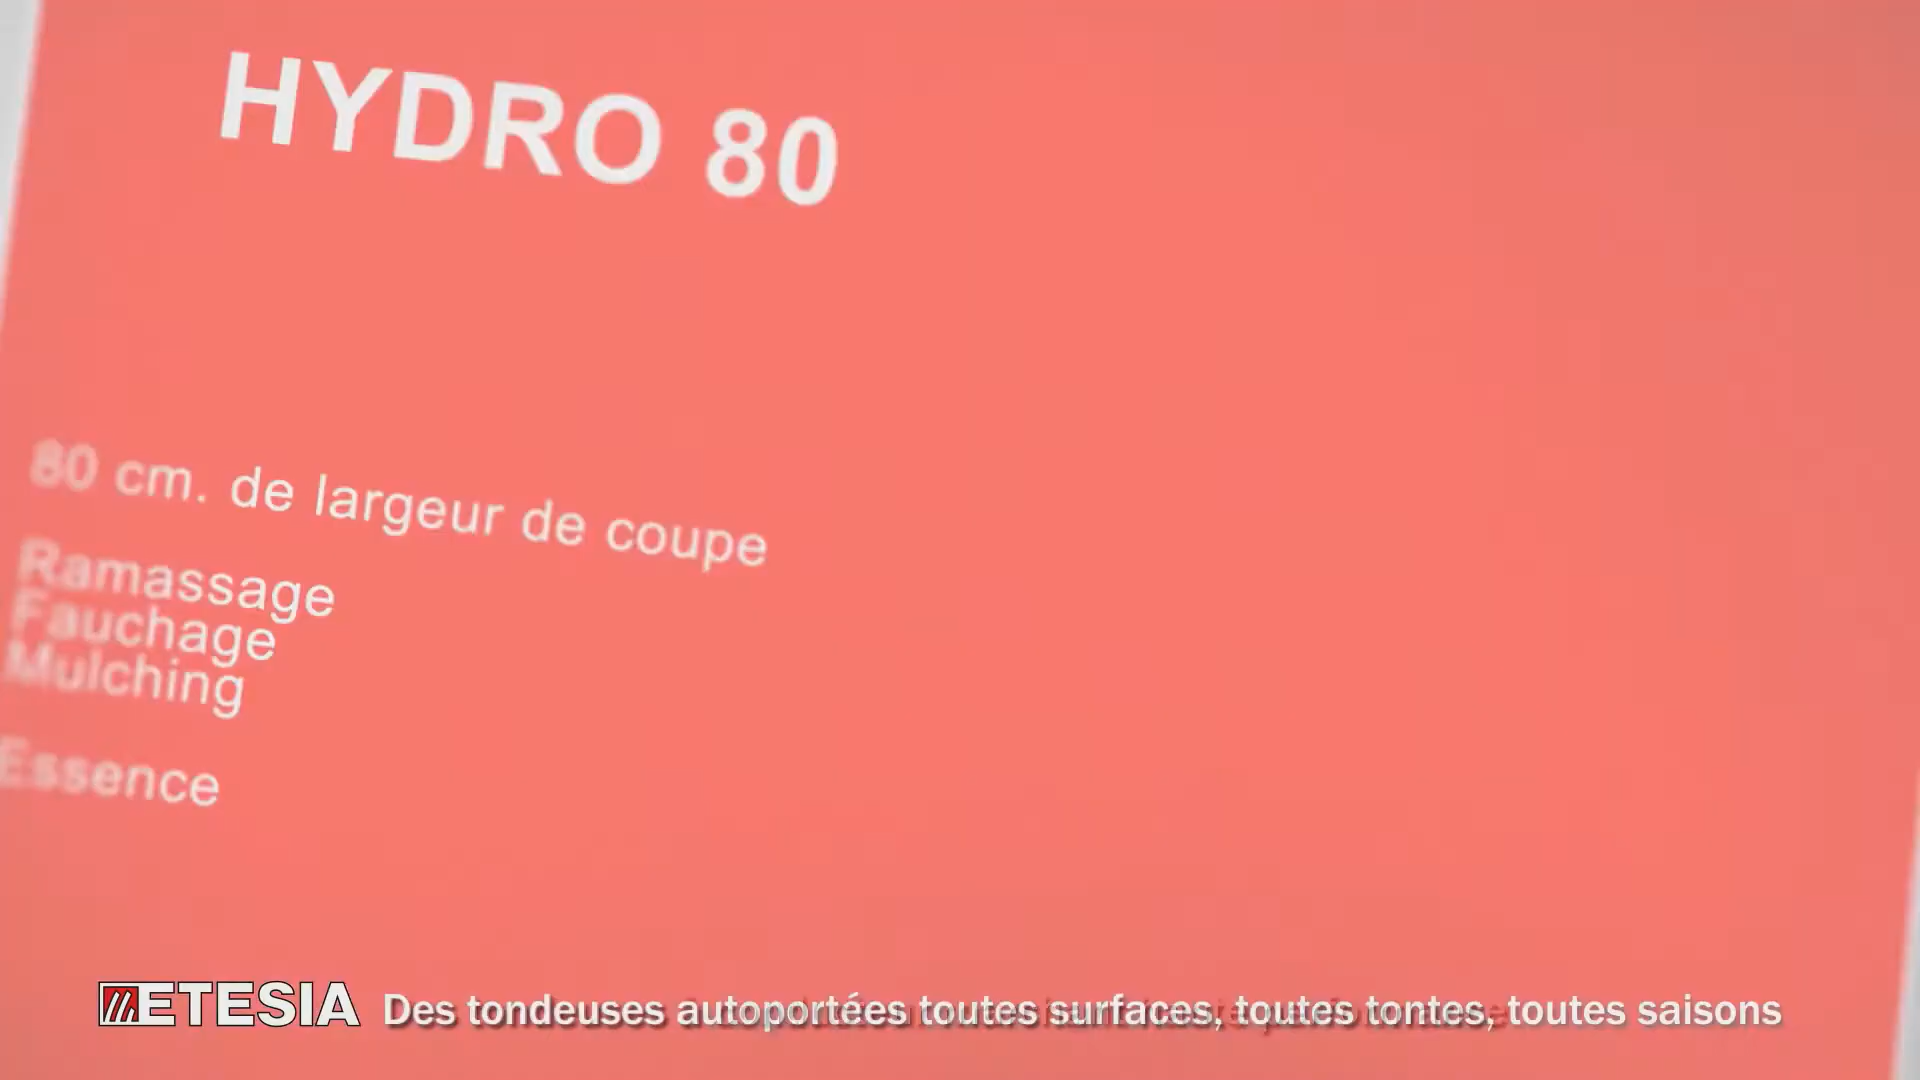 HYDRO 80
80 cm. de largeur de coupe
Ramassage
Fauchage
Mulching
Essence
ETESIA Des tondeuses autoportées toutes surfaces, toutes tontes, toutes saisons